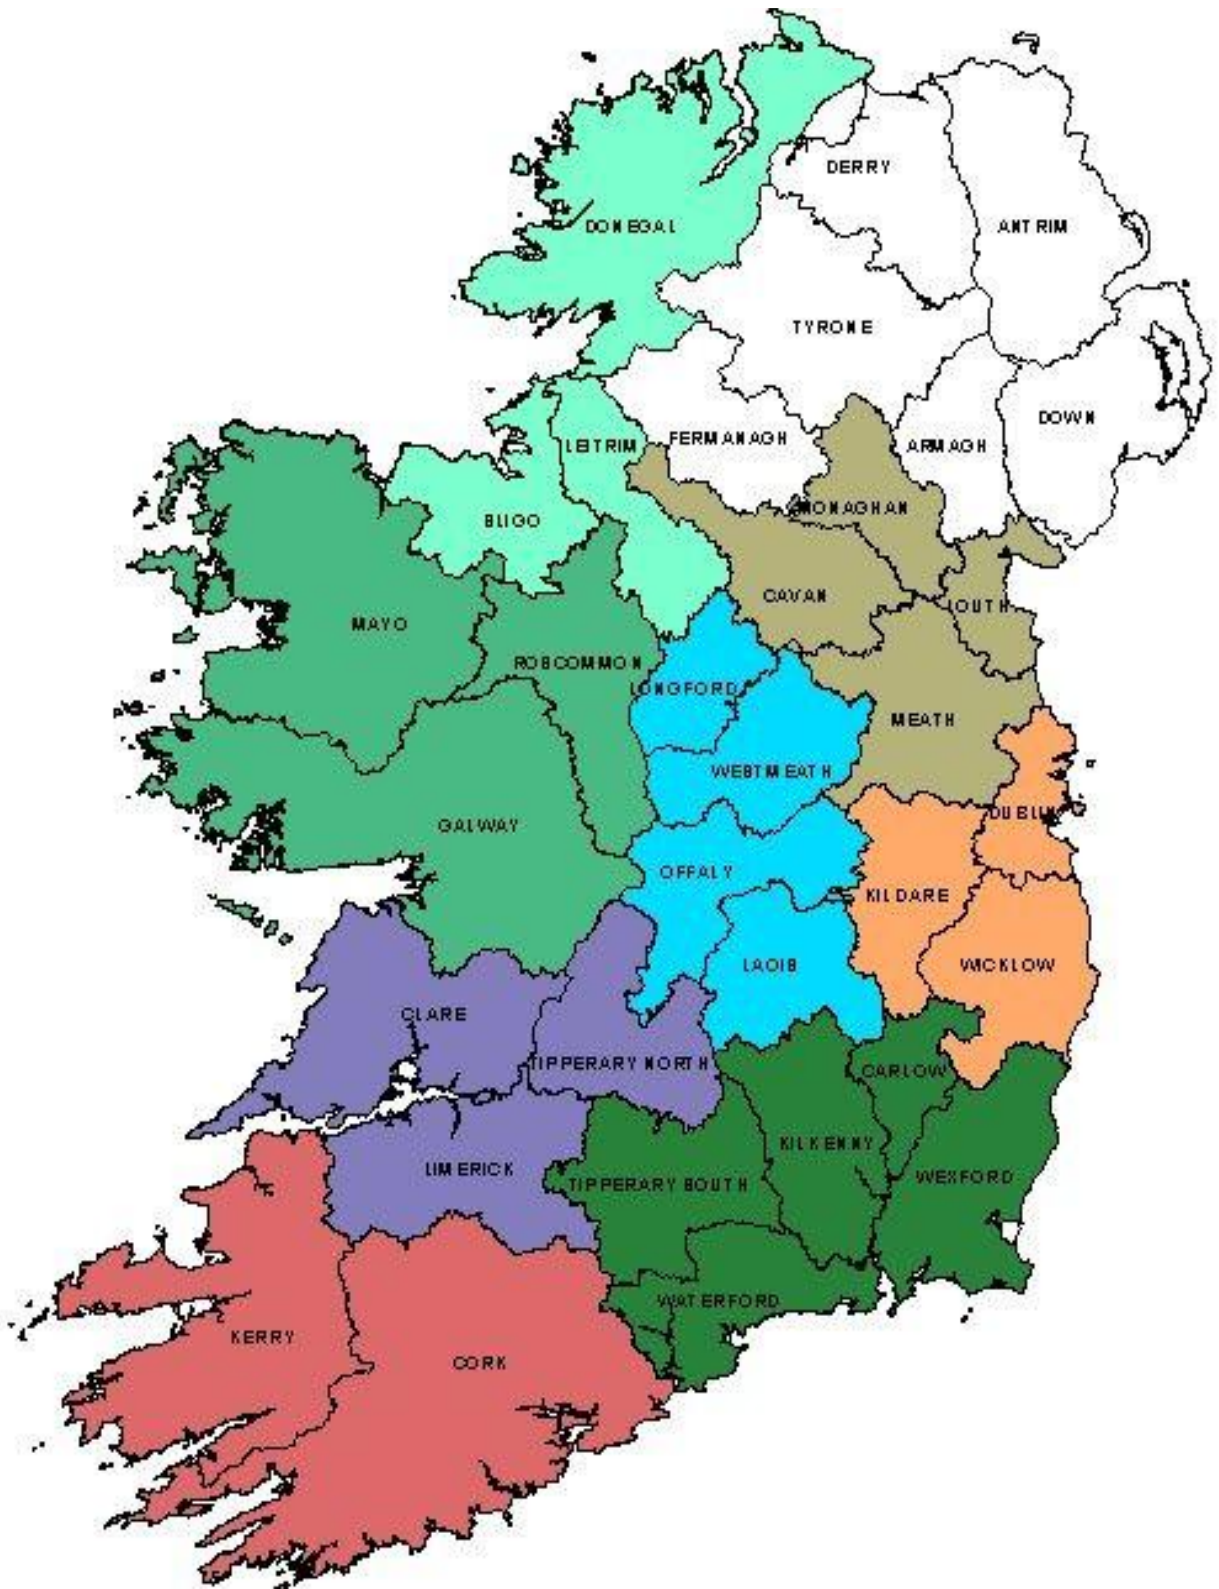 DERRY
DONEGAL
ANTRIM
TYRONE
DOWN
FERMANAGH
ARMAGH
LEITRIM
MONAGHAN
SLIGO
CAVAN
LOUTH
MAYO
ROSCOMMON
LONGFORD
MEATH
WESTMEATH
DUBLIN
GALWAY
OFFALY
KILDARE
LAOIS
WICKLOW
CLARE
TIPPERARY NORTH
CARLOW
KILKENNY
LIMERICK
TIPPERARY SOUTH
WEXFORD
WATERFORD
KERRY
CORK